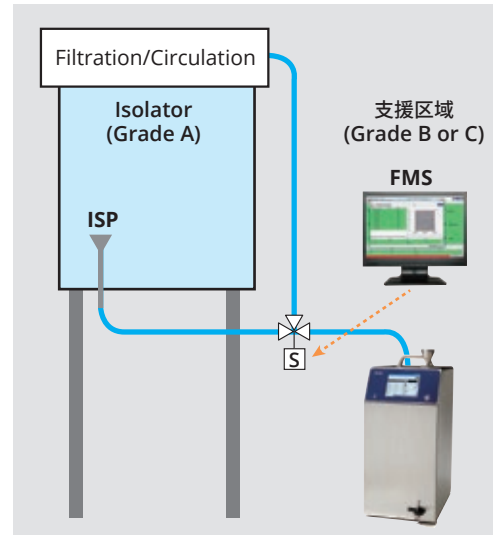 Filtration/Circulation
Isolator
(Grade A)
支援区域
(Grade B or C)
FMS
ISP
S